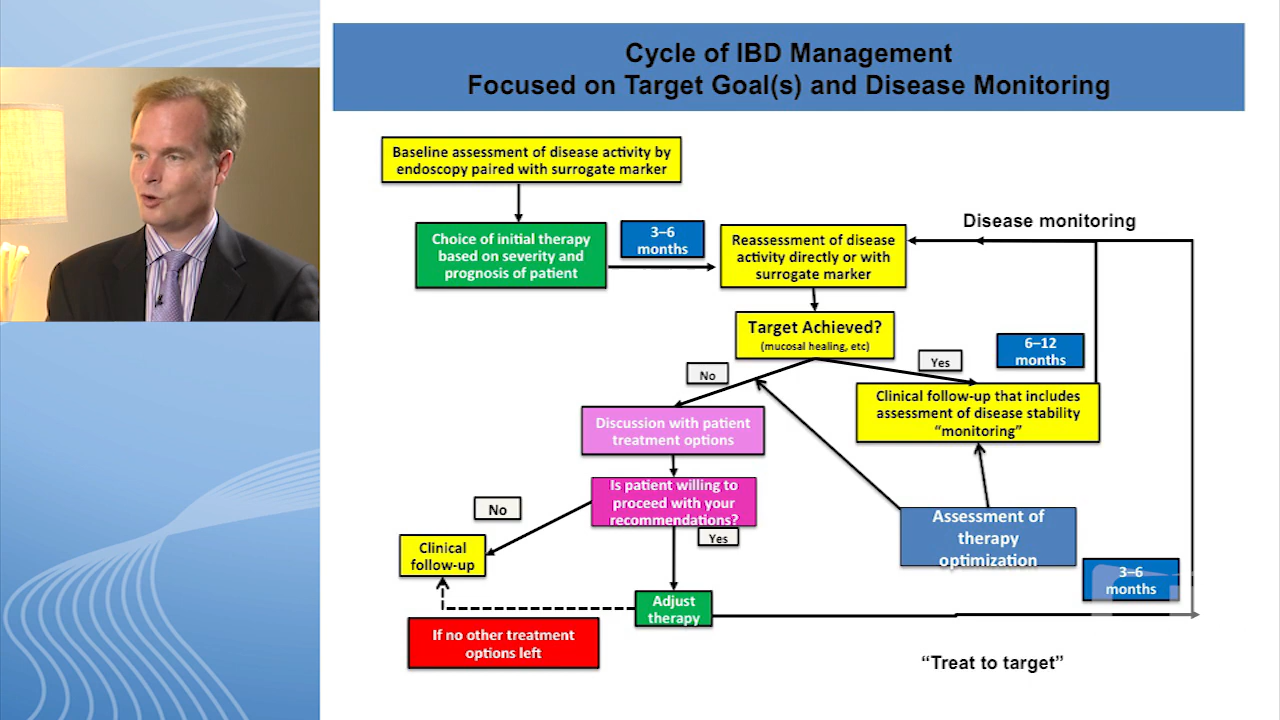 Cycle of IBD Management
Focused on Target Goal(s) and Disease Monitoring
Baseline assessment of disease activity by
endoscopy paired with surrogate marker
Choice of initial therapy
based on severity and
prognosis of patient
3–6
months
Reassessment of disease
activity directly or with
surrogate marker
Disease monitoring
Target Achieved?
(mucosal healing, etc)
No
Yes
6–12
months
Discussion with patient
treatment options
Clinical follow-up that includes
assessment of disease stability
“monitoring”
Is patient willing to
proceed with your
recommendations?
No
Yes
Assessment of
therapy
optimization
Clinical
follow-up
3–6
months
Adjust
therapy
If no other treatment
options left
“Treat to target”